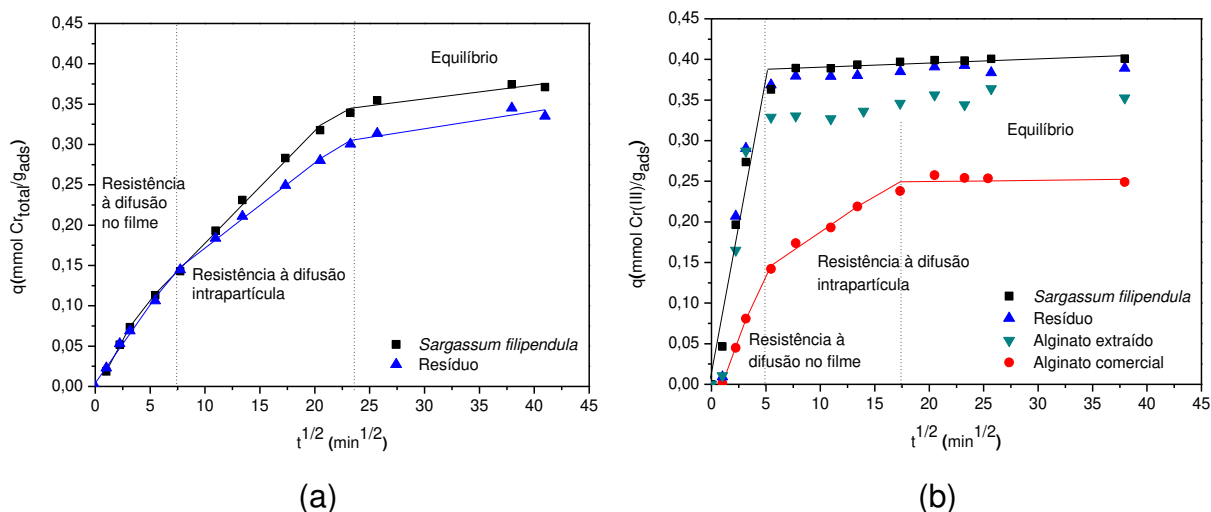 q(mmol Cr_total/g_ads)
0,45
0,40
0,35
0,30
0,25
0,20
0,15
0,10
0,05
0,00
Equilíbrio
Resistência
à difusão
no filme
Resistência à difusão
intrapartícula
Sargassum filipendula
Resíduo
0 5 10 15 20 25 30 35 40 45
t^1/2 (min^1/2)
(a)
q(mmol Cr(III)/g_ads)
0,45
0,40
0,35
0,30
0,25
0,20
0,15
0,10
0,05
0,00
Equilíbrio
Resistência à difusão
intrapartícula
Resistência à
difusão no filme
Sargassum filipendula
Resíduo
Alginato extraído
Alginato comercial
0 5 10 15 20 25 30 35 40 45
t^1/2 (min^1/2)
(b)